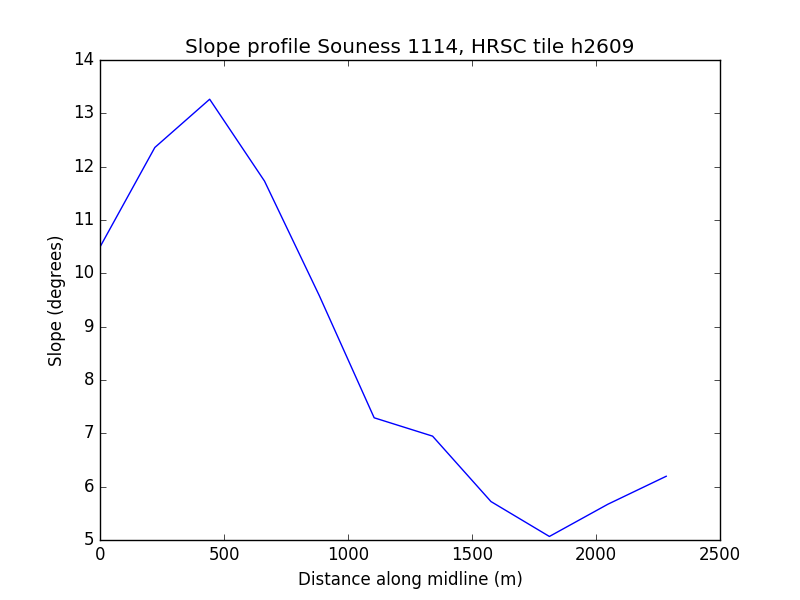 Slope profile Souness 1114, HRSC tile h2609
14
13
12
11
10
9
8
7
6
5
Slope (degrees)
0 500 1000 1500 2000 2500
Distance along midline (m)